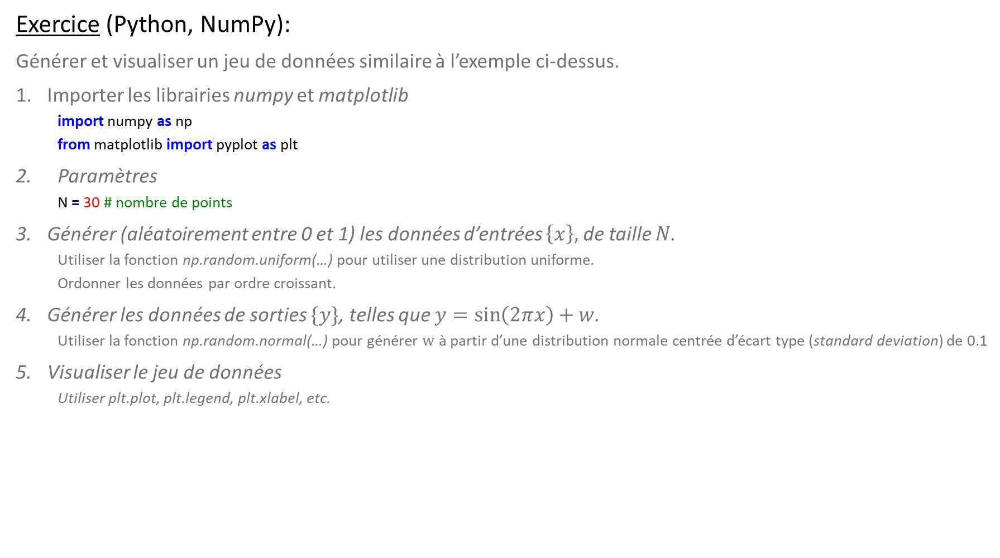 Exercice (Python, NumPy):
Générer et visualiser un jeu de données similaire à l’exemple ci-dessus.
1. Importer les librairies numpy et matplotlib
import numpy as np
from matplotlib import pyplot as plt
2. Paramètres
N = 30 # nombre de points
3. Générer (aléatoirement entre 0 et 1) les données d’entrées {x}, de taille N.
Utiliser la fonction np.random.uniform(…) pour utiliser une distribution uniforme.
Ordonner les données par ordre croissant.
4. Générer les données de sorties {y}, telles que y = sin(2πx) + w.
Utiliser la fonction np.random.normal(…) pour générer w à partir d’une distribution normale centrée d’écart type (standard deviation) de 0.1
5. Visualiser le jeu de données
Utiliser plt.plot, plt.legend, plt.xlabel, etc.